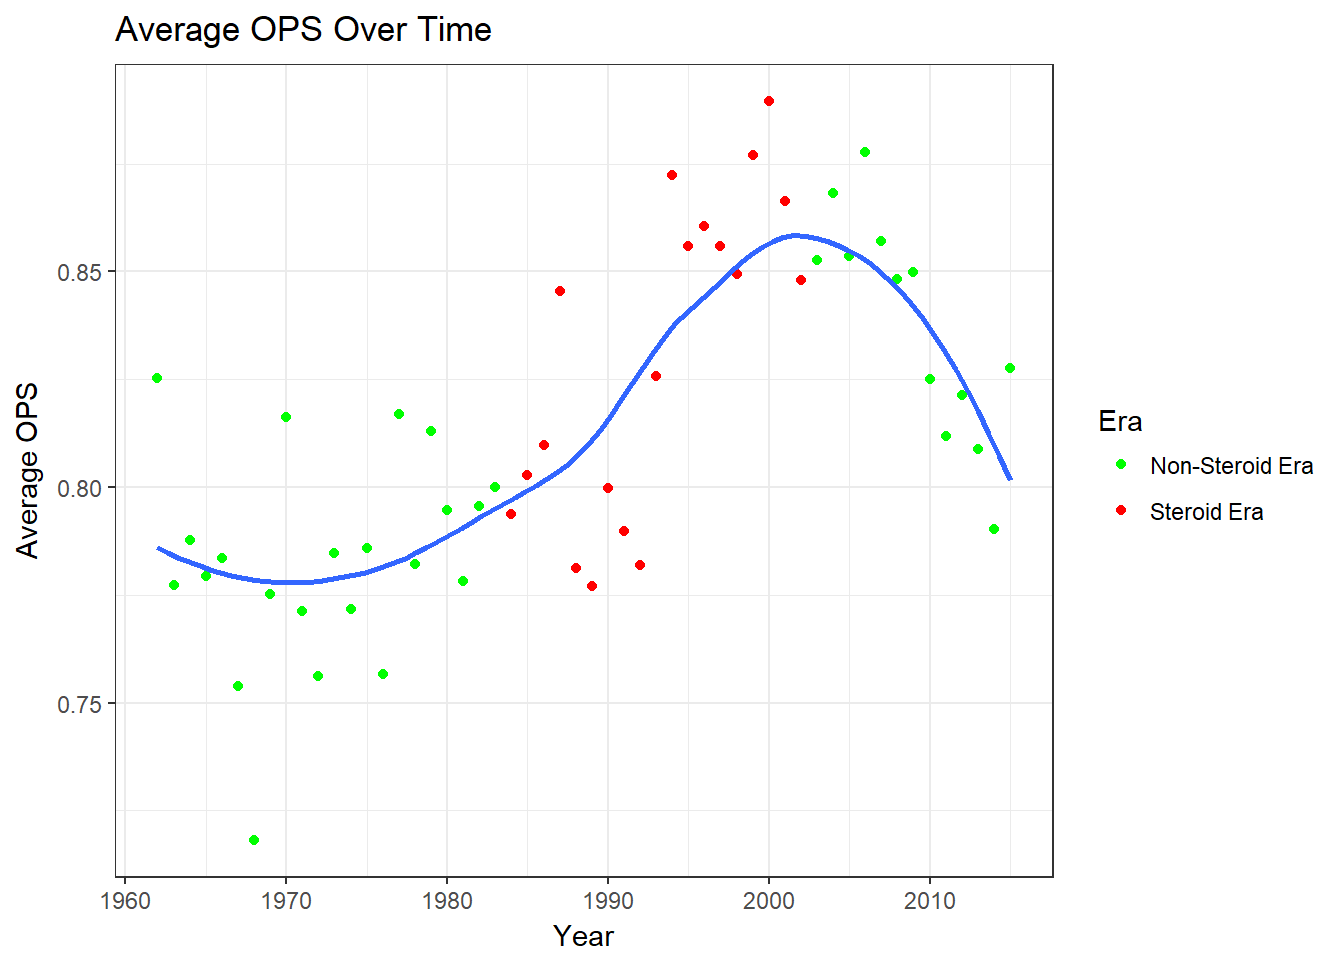 Average OPS Over Time
Average OPS
0.85
0.80
0.75
1960 1970 1980 1990 2000 2010
Year
Era
Non-Steroid Era
Steroid Era